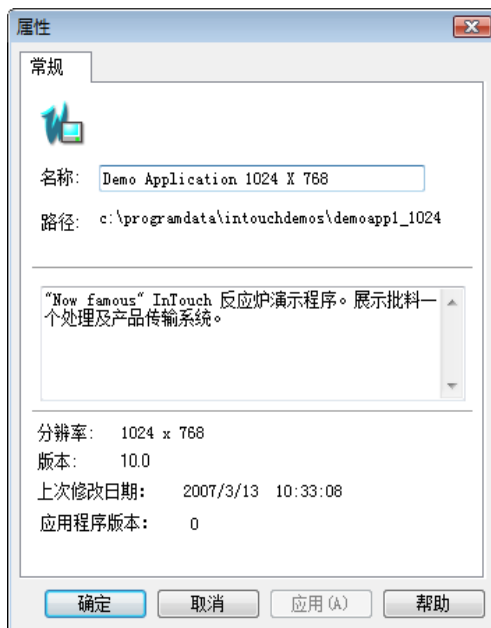 属性
常规
名称: Demo Application 1024 X 768
路径: c:\programdata\intouchdemos\demoapp1_1024
"Now famous" InTouch 反应炉演示程序。展示批料一
个处理及产品传输系统。
分辨率: 1024 x 768
版本: 10.0
上次修改日期: 2007/3/13 10:33:08
应用程序版本: 0
确定 取消 应用(A) 帮助